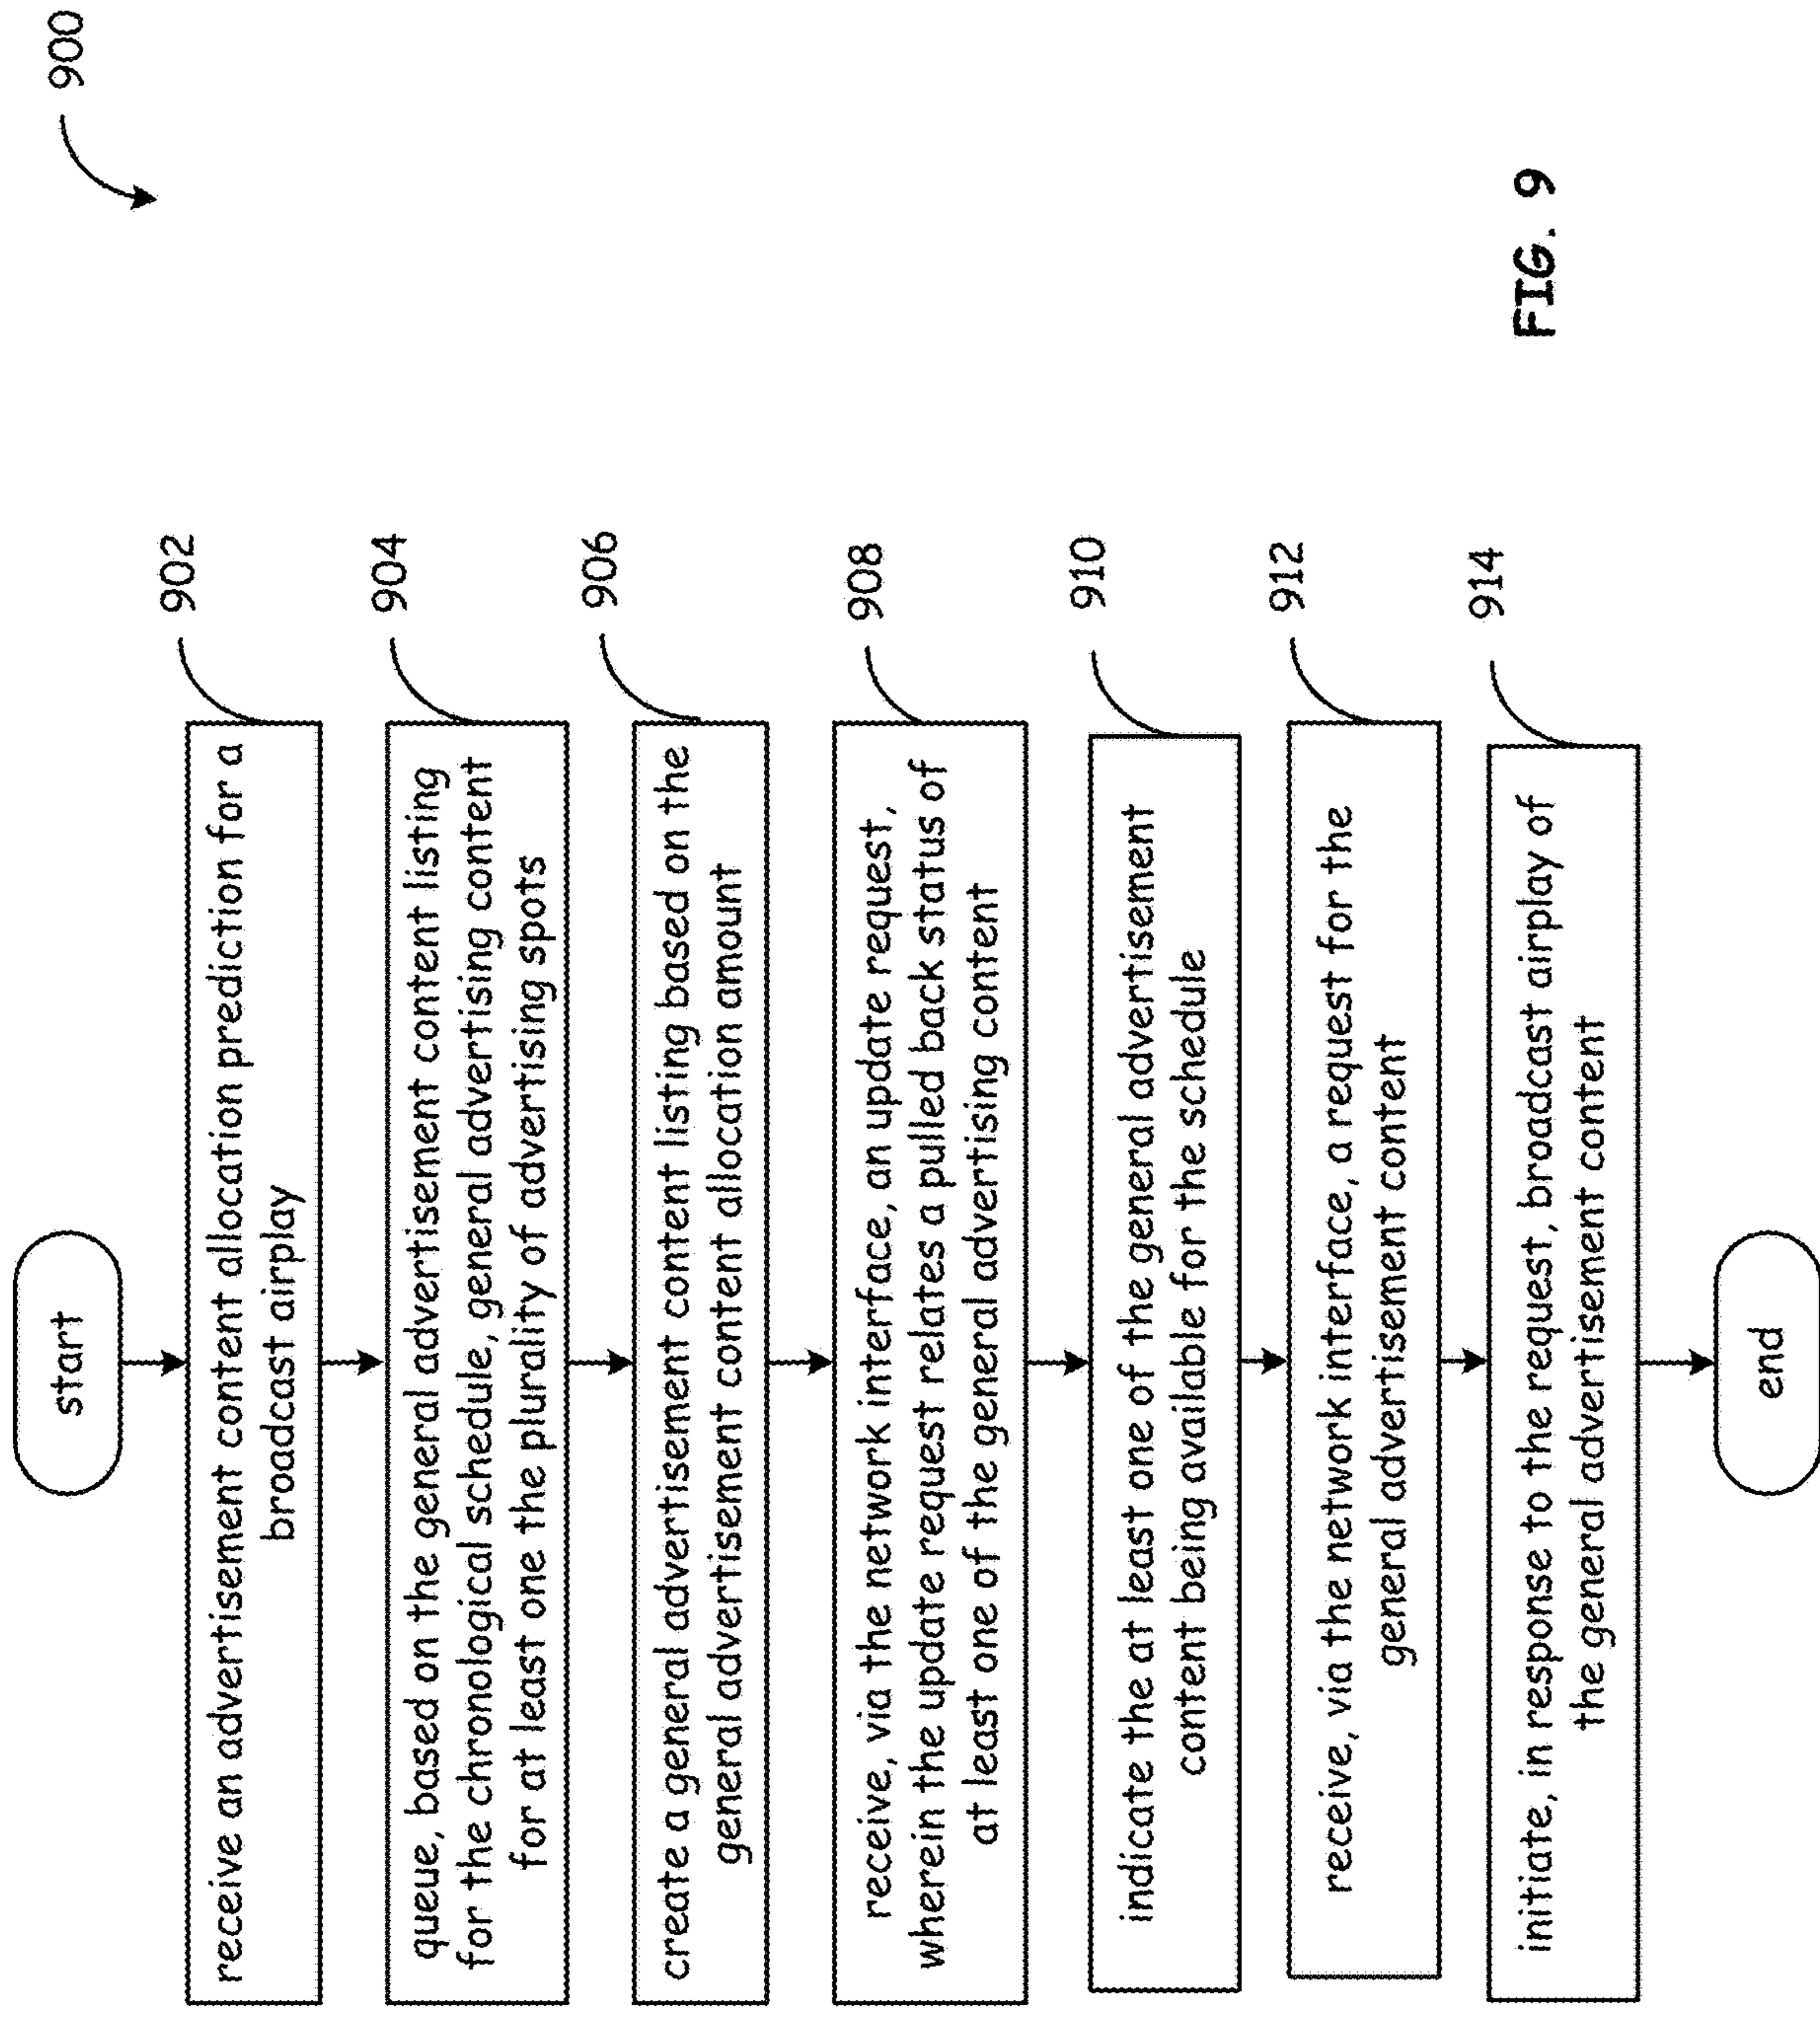 900
start
902
receive an advertisement content allocation prediction for a
broadcast airplay
904
queue, based on the general advertisement content listing
for the chronological schedule, general advertising content
for at least one the plurality of advertising spots
906
create a general advertisement content listing based on the
general advertisement content allocation amount
908
receive, via the network interface, an update request,
wherein the update request relates a pulled back status of
at least one of the general advertising content
910
indicate the at least one of the general advertisement
content being available for the schedule
912
receive, via the network interface, a request for the
general advertisement content
914
initiate, in response to the request, broadcast airplay of
the general advertisement content
end
FIG. 9